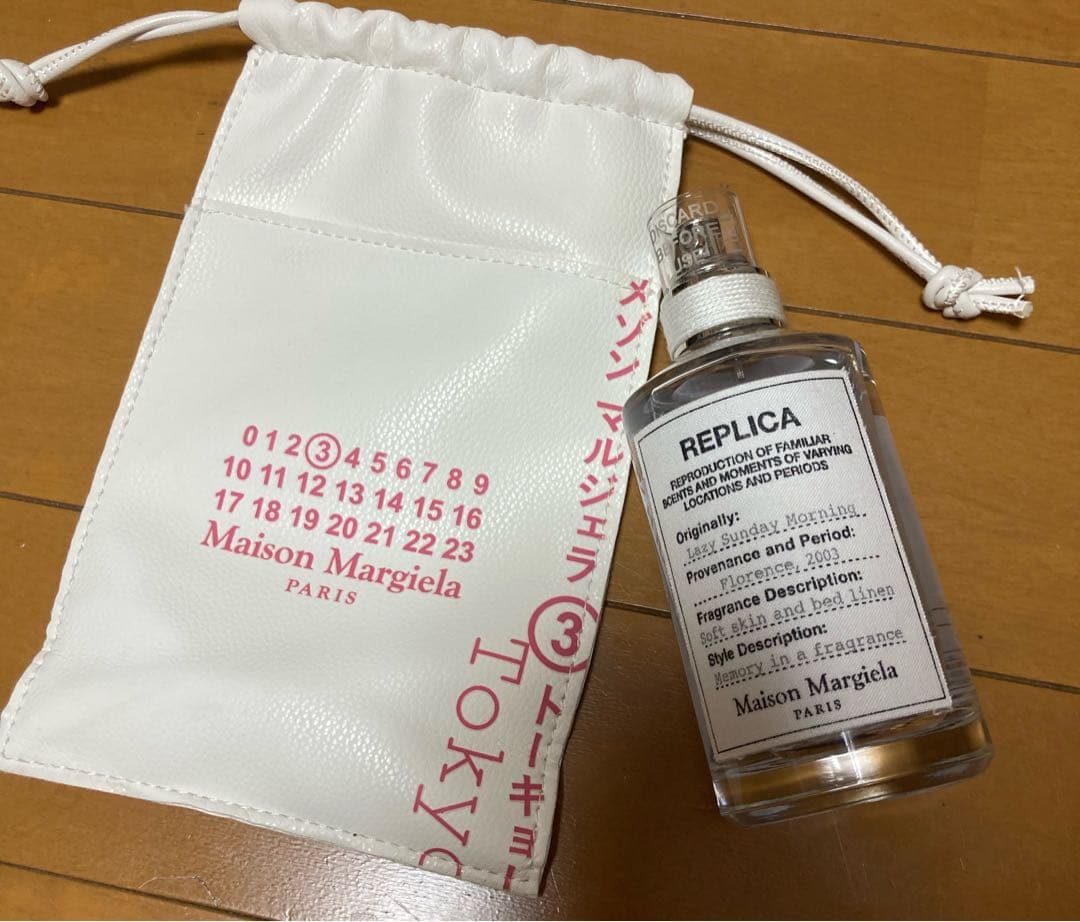 0 1 2 ③ 4 5 6 7 8 9
10 11 12 13 14 15 16
17 18 19 20 21 22 23
Maison Margiela
PARIS
メゾン マルジェラ ③ トーキョー
Tokyo
DISCARD
BEFORE
USE IT
REPLICA
REPRODUCTION OF FAMILIAR
SCENTS AND MOMENTS OF VARYING
LOCATIONS AND PERIODS
Originally:
Lazy Sunday Morning
Provenance and Period:
Florence, 2003
Fragrance Description:
Soft skin and bed linen
Style Description:
Memory in a fragrance
Maison Margiela
PARIS